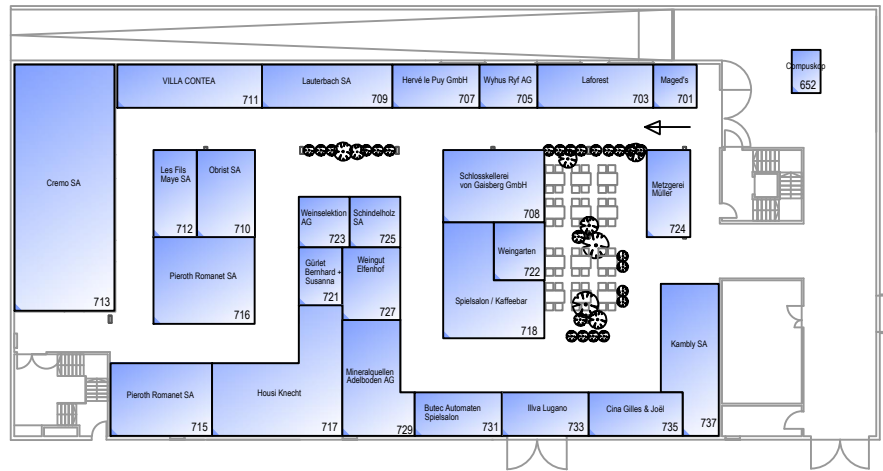 Compuskop
652
VILLA CONTEA
711
Lauterbach SA
709
Hervé le Puy GmbH
707
Wyhus Ryf AG
705
Laforest
703
Maged's
701
Cremo SA
713
Les Fils
Maye SA
712
Obrist SA
710
Pieroth Romanet SA
716
Weinselektion
AG
723
Schindelholz
SA
725
Gürlet
Bernhard +
Susanna
721
Weingut
Elfenhof
727
Schlosskellerei
von Gaisberg GmbH
708
Weingarten
722
Spielsalon / Kaffeebar
718
Metzgerei
Müller
724
Kambly SA
737
Pieroth Romanet SA
715
Housi Knecht
717
Mineralquellen
Adelboden AG
729
Butec Automaten
Spielsalon
731
Illva Lugano
733
Cina Gilles & Joël
735